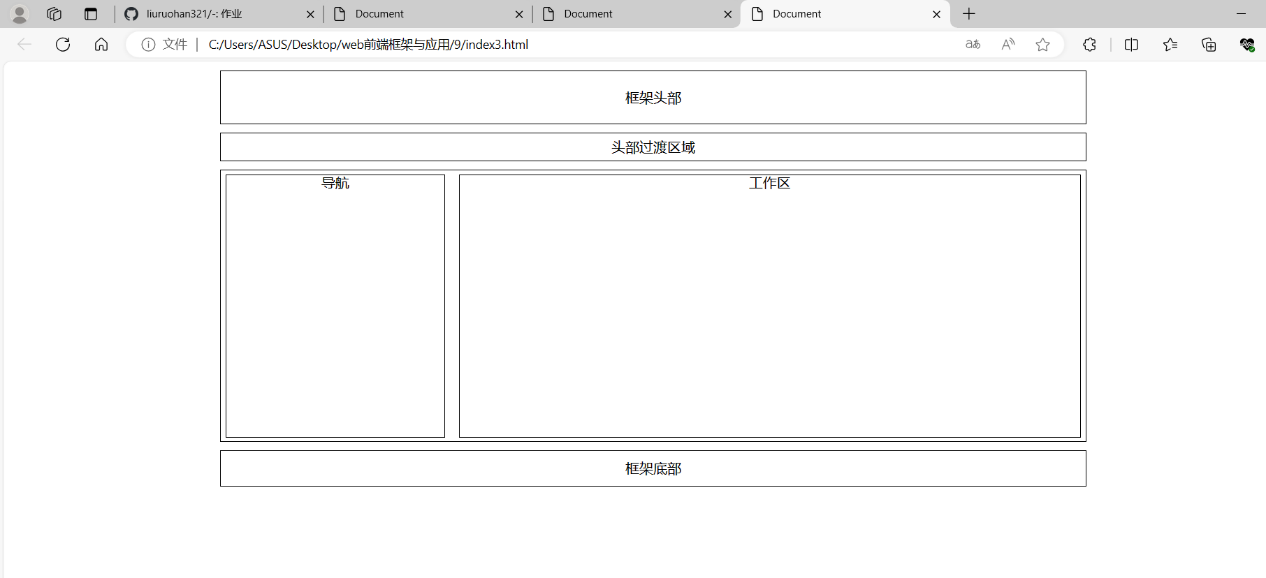 liuruohan321/-: 作业
Document
Document
Document
文件 C:/Users/ASUS/Desktop/web前端框架与应用/9/index3.html
框架头部
头部过渡区域
导航 工作区
框架底部